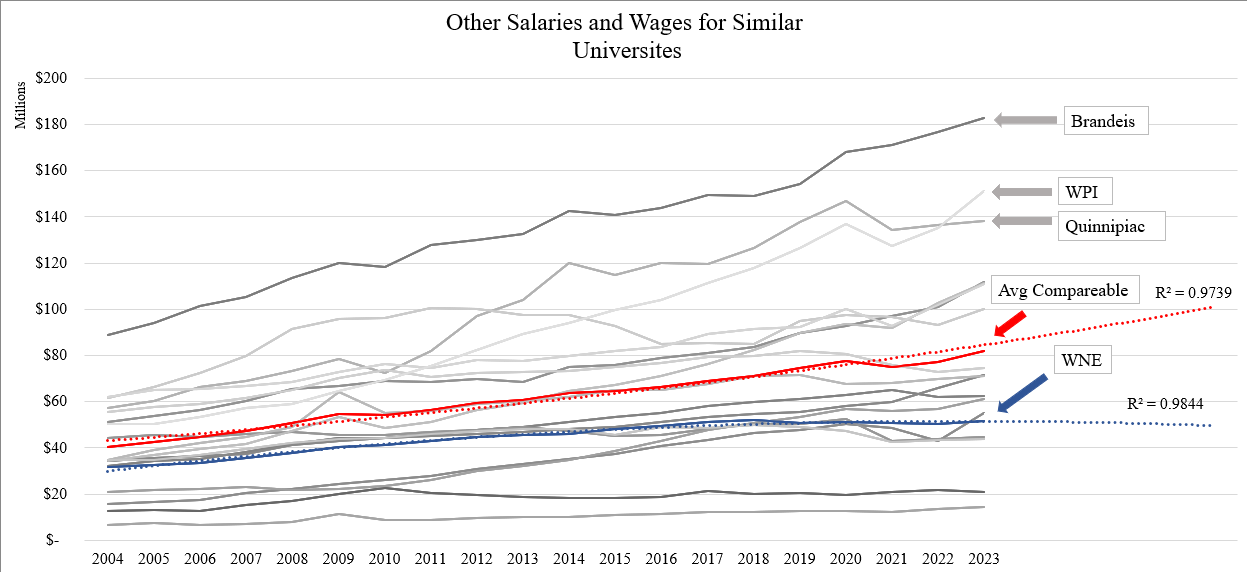 Other Salaries and Wages for Similar
Universites
Millions
$200
$180
$160
$140
$120
$100
$80
$60
$40
$20
$-
Brandeis
WPI
Quinnipiac
Avg Compareable
R² = 0.9739
WNE
R² = 0.9844
2004 2005 2006 2007 2008 2009 2010 2011 2012 2013 2014 2015 2016 2017 2018 2019 2020 2021 2022 2023